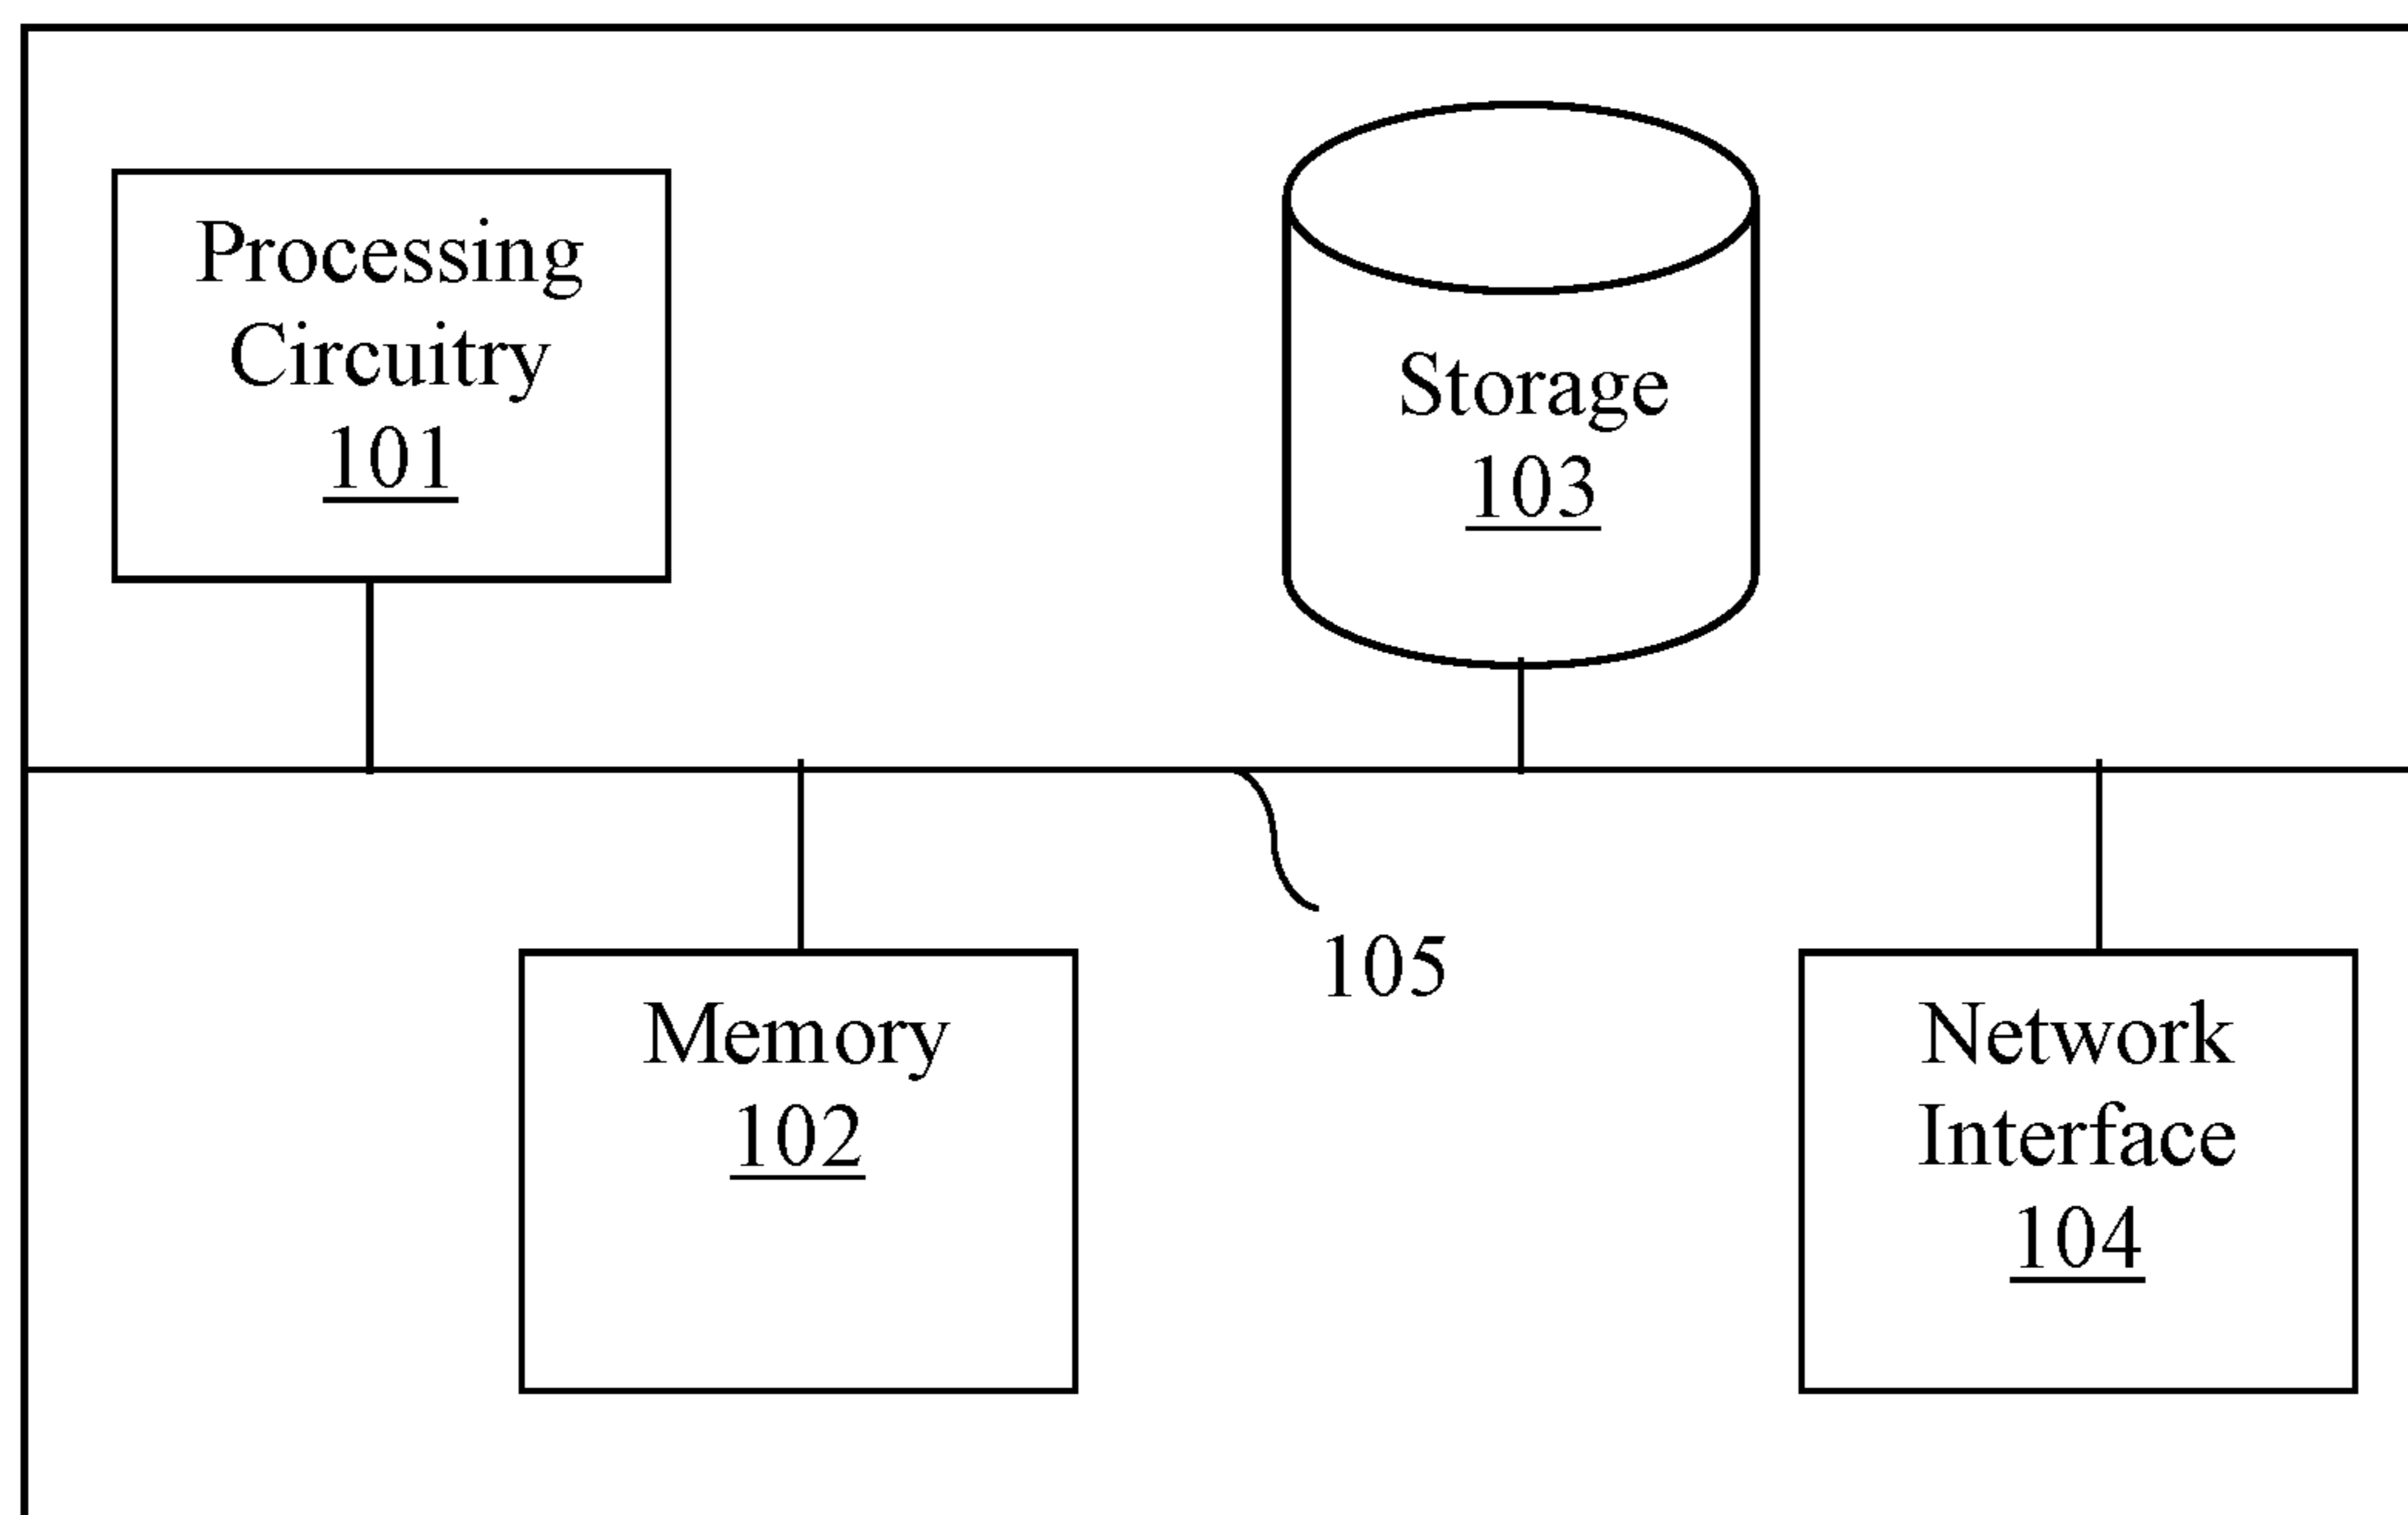 Processing
Circuitry
101
Storage
103
105
Memory
102
Network
Interface
104